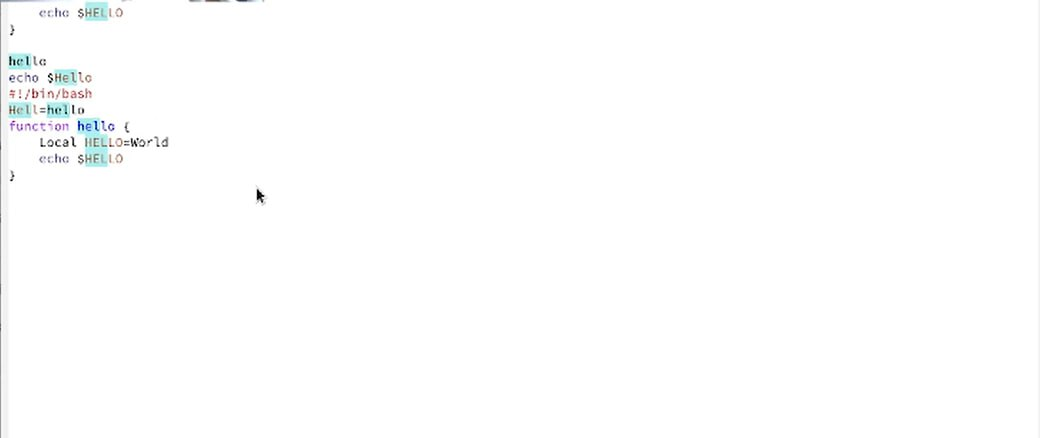 echo $HELLO
}
hello
echo $Hello
#!/bin/bash
Hell=hello
function hello {
Local HELLO=World
echo $HELLO
}